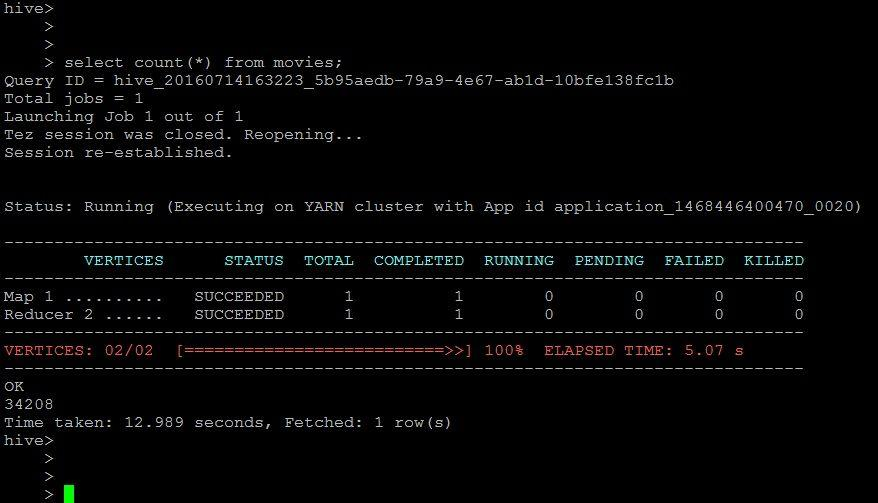 hive>
    >
    >
    > select count(*) from movies;
Query ID = hive_20160714163223_5b95aedb-79a9-4e67-ab1d-10bfe138fc1b
Total jobs = 1
Launching Job 1 out of 1
Tez session was closed. Reopening...
Session re-established.
Status: Running (Executing on YARN cluster with App id application_1468446400470_0020)
--------------------------------------------------------------------------------
        VERTICES      STATUS  TOTAL  COMPLETED  RUNNING  PENDING  FAILED  KILLED
--------------------------------------------------------------------------------
Map 1 ..........   SUCCEEDED      1          1        0        0       0       0
Reducer 2 ......   SUCCEEDED      1          1        0        0       0       0
--------------------------------------------------------------------------------
VERTICES: 02/02  [==========================>>] 100%  ELAPSED TIME: 5.07 s
--------------------------------------------------------------------------------
OK
34208
Time taken: 12.989 seconds, Fetched: 1 row(s)
hive>
    >
    >
    >